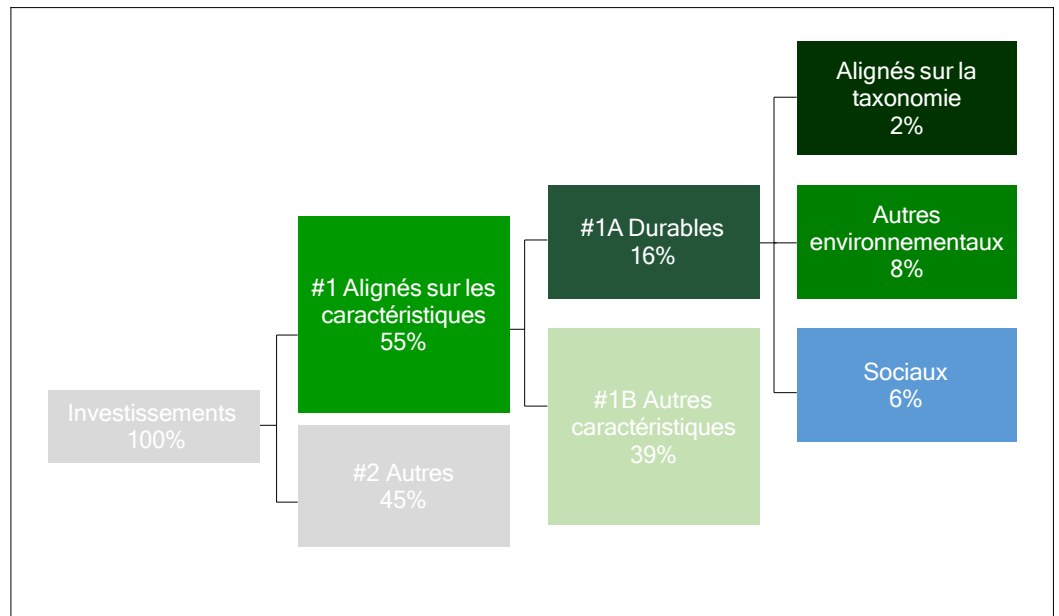 Investissements
100%
#1 Alignés sur les
caractéristiques
55%
#2 Autres
45%
#1A Durables
16%
#1B Autres
caractéristiques
39%
Alignés sur la
taxonomie
2%
Autres
environnementaux
8%
Sociaux
6%